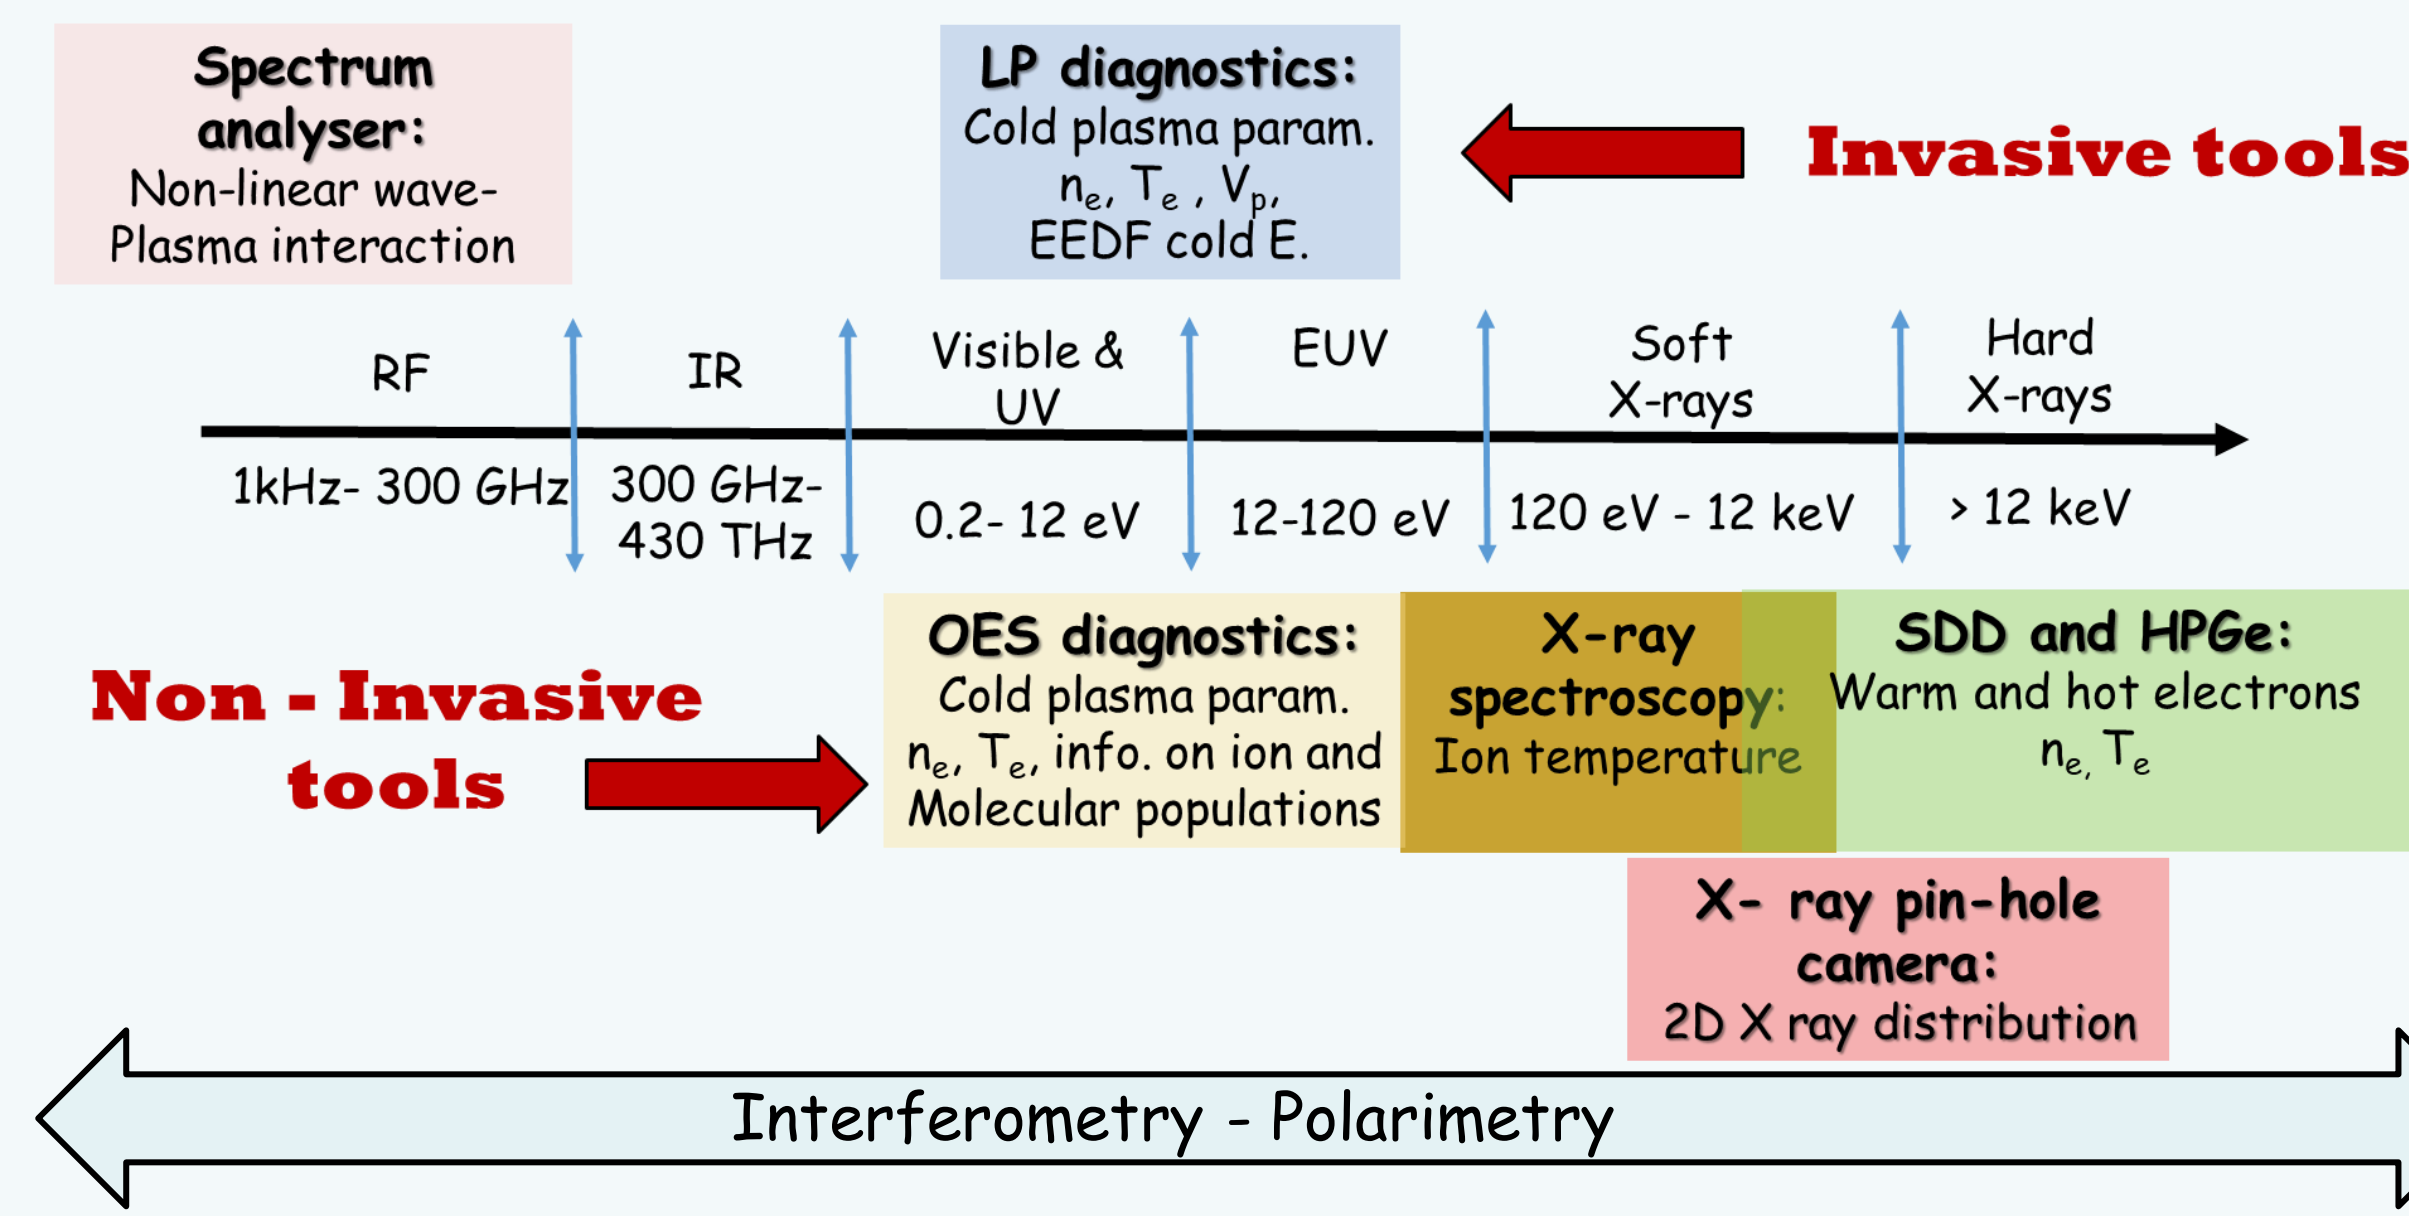 Spectrum
analyser:
Non-linear wave-
Plasma interaction
LP diagnostics:
Cold plasma param.
nₑ, Tₑ , Vₚ,
EEDF cold E.
Invasive tools
RF
IR
Visible &
UV
EUV
Soft
X-rays
Hard
X-rays
1kHz- 300 GHz
300 GHz-
430 THz
0.2- 12 eV
12-120 eV
120 eV - 12 keV
> 12 keV
Non - Invasive
tools
OES diagnostics:
Cold plasma param.
nₑ, Tₑ, info. on ion and
Molecular populations
X-ray
spectroscopy:
Ion temperature
SDD and HPGe:
Warm and hot electrons
nₑ, Tₑ
X- ray pin-hole
camera:
2D X ray distribution
Interferometry - Polarimetry